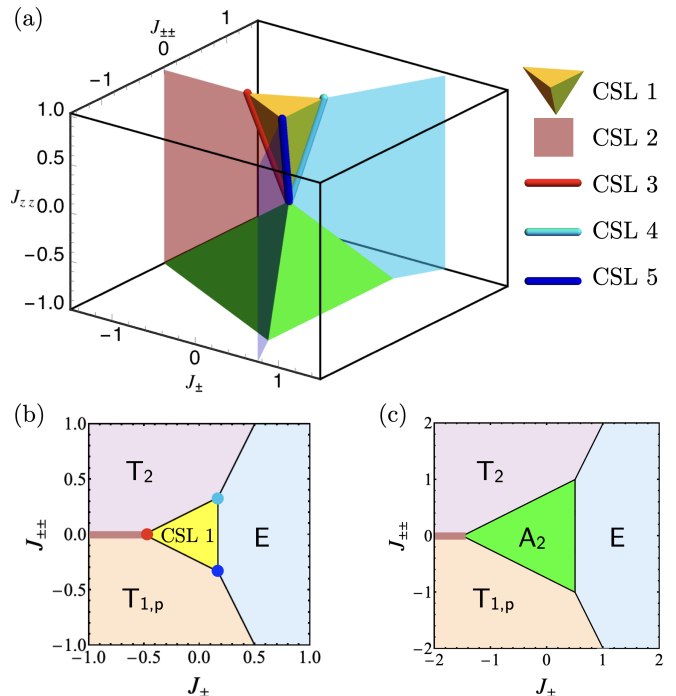 (a)
J±±
−1
0
1
1.0
0.5
Jzz 0.0
−0.5
−1.0
−1
0
1
J±
CSL 1
CSL 2
CSL 3
CSL 4
CSL 5
(b)
(c)
1.0
0.5
0.0
−0.5
−1.0
J±±
T2
CSL 1
E
T1,p
−1.0 −0.5 0.0 0.5 1.0
J±
2
1
0
−1
−2
J±±
T2
A2
E
T1,p
−2 −1 0 1 2
J±